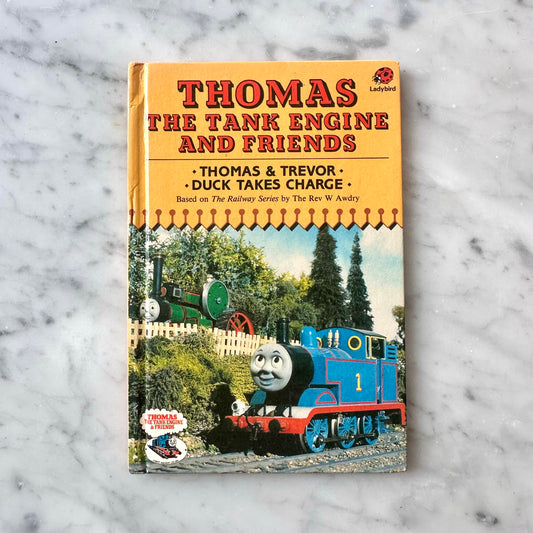 Ladybird
THOMAS
THE TANK ENGINE
AND FRIENDS
• THOMAS & TREVOR •
• DUCK TAKES CHARGE •
Based on The Railway Series by The Rev W Awdry
1
THOMAS
THE TANK ENGINE
& FRIENDS